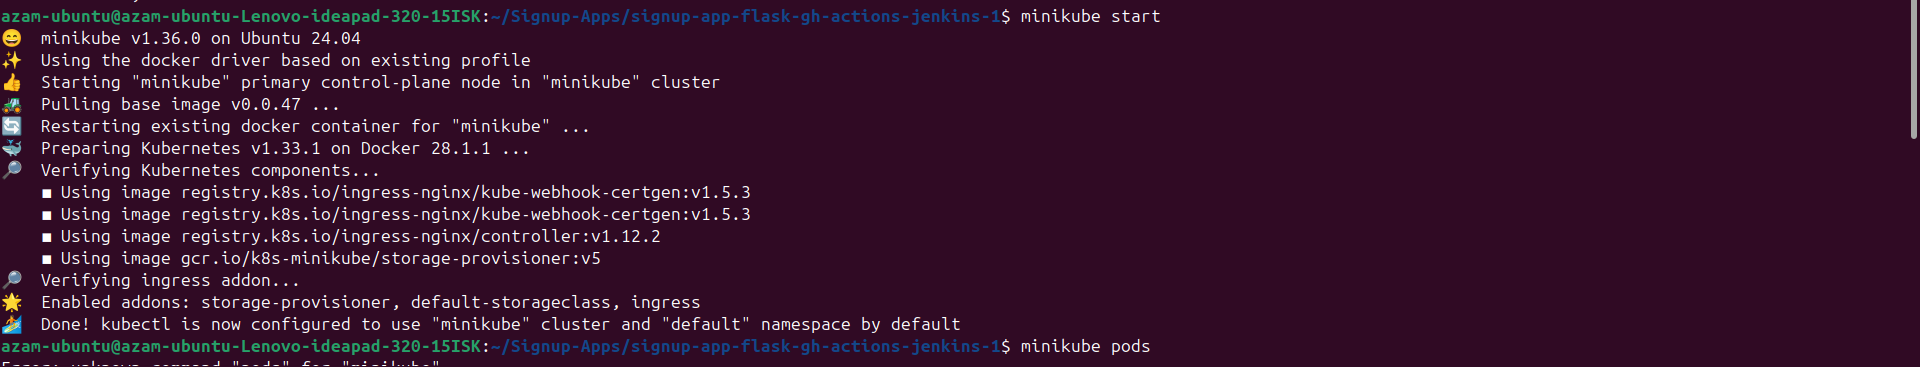 azam-ubuntu@azam-ubuntu-Lenovo-ideapad-320-15ISK:~/Signup-Apps/signup-app-flask-gh-actions-jenkins-1$ minikube start
minikube v1.36.0 on Ubuntu 24.04
Using the docker driver based on existing profile
Starting "minikube" primary control-plane node in "minikube" cluster
Pulling base image v0.0.47 ...
Restarting existing docker container for "minikube" ...
Preparing Kubernetes v1.33.1 on Docker 28.1.1 ...
Verifying Kubernetes components...
▪ Using image registry.k8s.io/ingress-nginx/kube-webhook-certgen:v1.5.3
▪ Using image registry.k8s.io/ingress-nginx/kube-webhook-certgen:v1.5.3
▪ Using image registry.k8s.io/ingress-nginx/controller:v1.12.2
▪ Using image gcr.io/k8s-minikube/storage-provisioner:v5
Verifying ingress addon...
Enabled addons: storage-provisioner, default-storageclass, ingress
Done! kubectl is now configured to use "minikube" cluster and "default" namespace by default
azam-ubuntu@azam-ubuntu-Lenovo-ideapad-320-15ISK:~/Signup-Apps/signup-app-flask-gh-actions-jenkins-1$ minikube pods